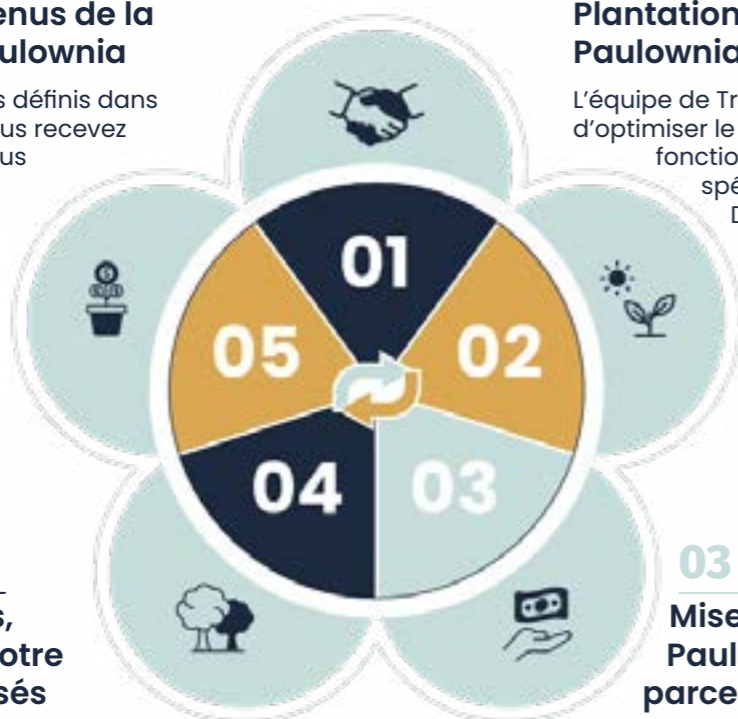 enus de la
ulownia
s définis dans
us recevez
us
Plantation
Paulownia
L'équipe de Tr
d'optimiser le
fonctio
spé
D
01
02
03
04
05
s,
otre
sés
03
Mise
Paul
parce